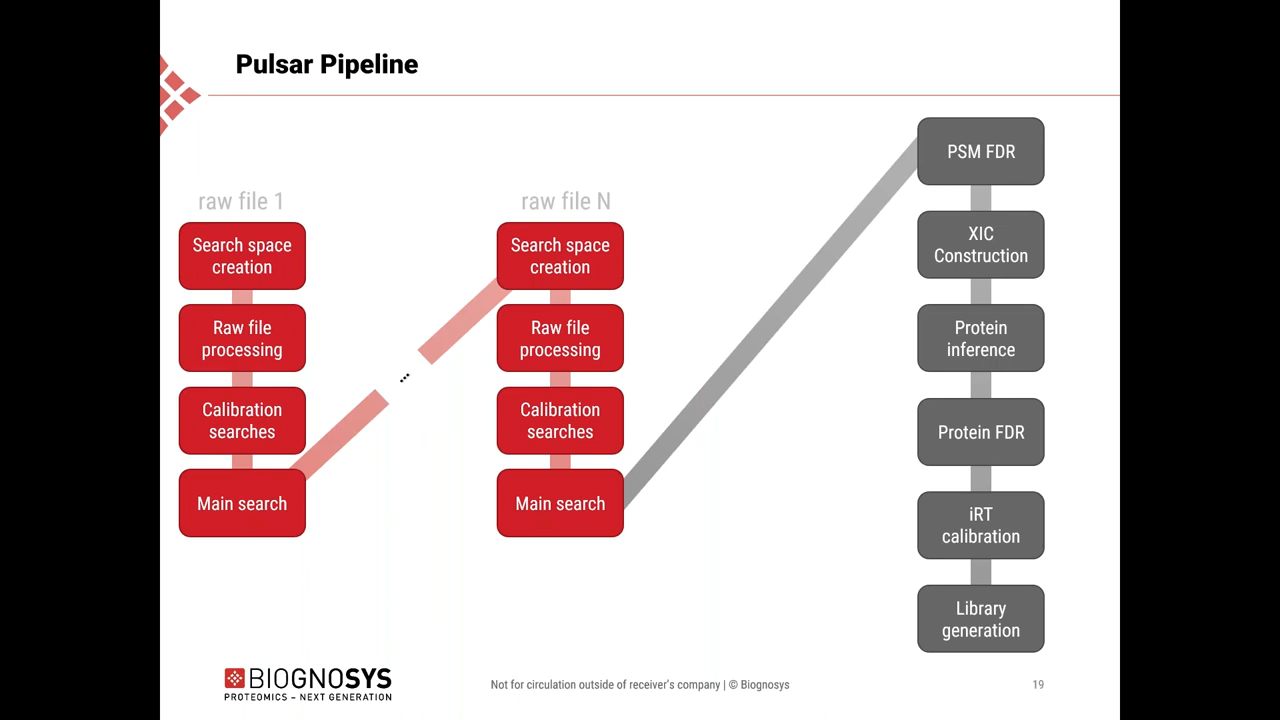 Pulsar Pipeline
raw file 1
Search space
creation
Raw file
processing
Calibration
searches
Main search
...
raw file N
Search space
creation
Raw file
processing
Calibration
searches
Main search
PSM FDR
XIC
Construction
Protein
inference
Protein FDR
iRT
calibration
Library
generation
BIOGNOSYS
PROTEOMICS – NEXT GENERATION
Not for circulation outside of receiver's company | © Biognosys
19